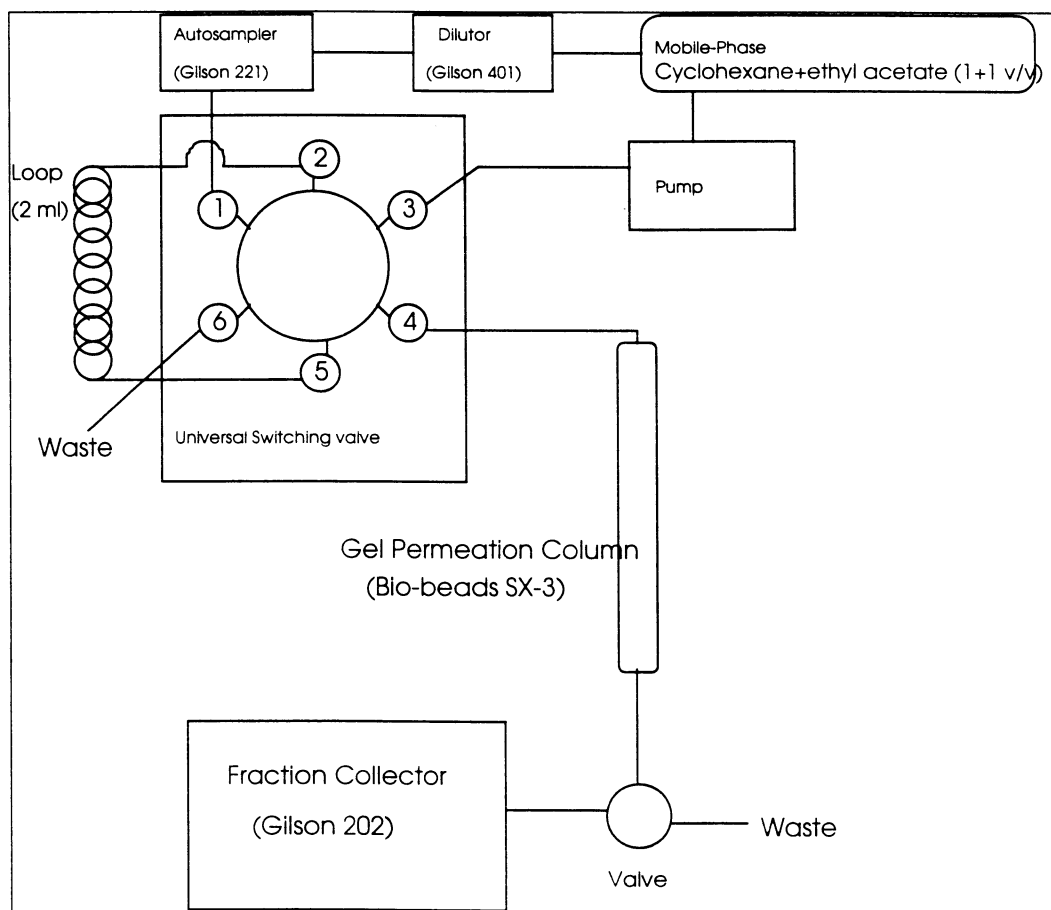 Autosampler
(Gilson 221)
Dilutor
(Gilson 401)
Mobile-Phase
Cyclohexane+ethyl acetate (1+1 v/v)
Loop
(2 ml)
2
1
3
Pump
6
4
5
Waste
Universal Switching valve
Gel Permeation Column
(Bio-beads SX-3)
Fraction Collector
(Gilson 202)
Waste
Valve